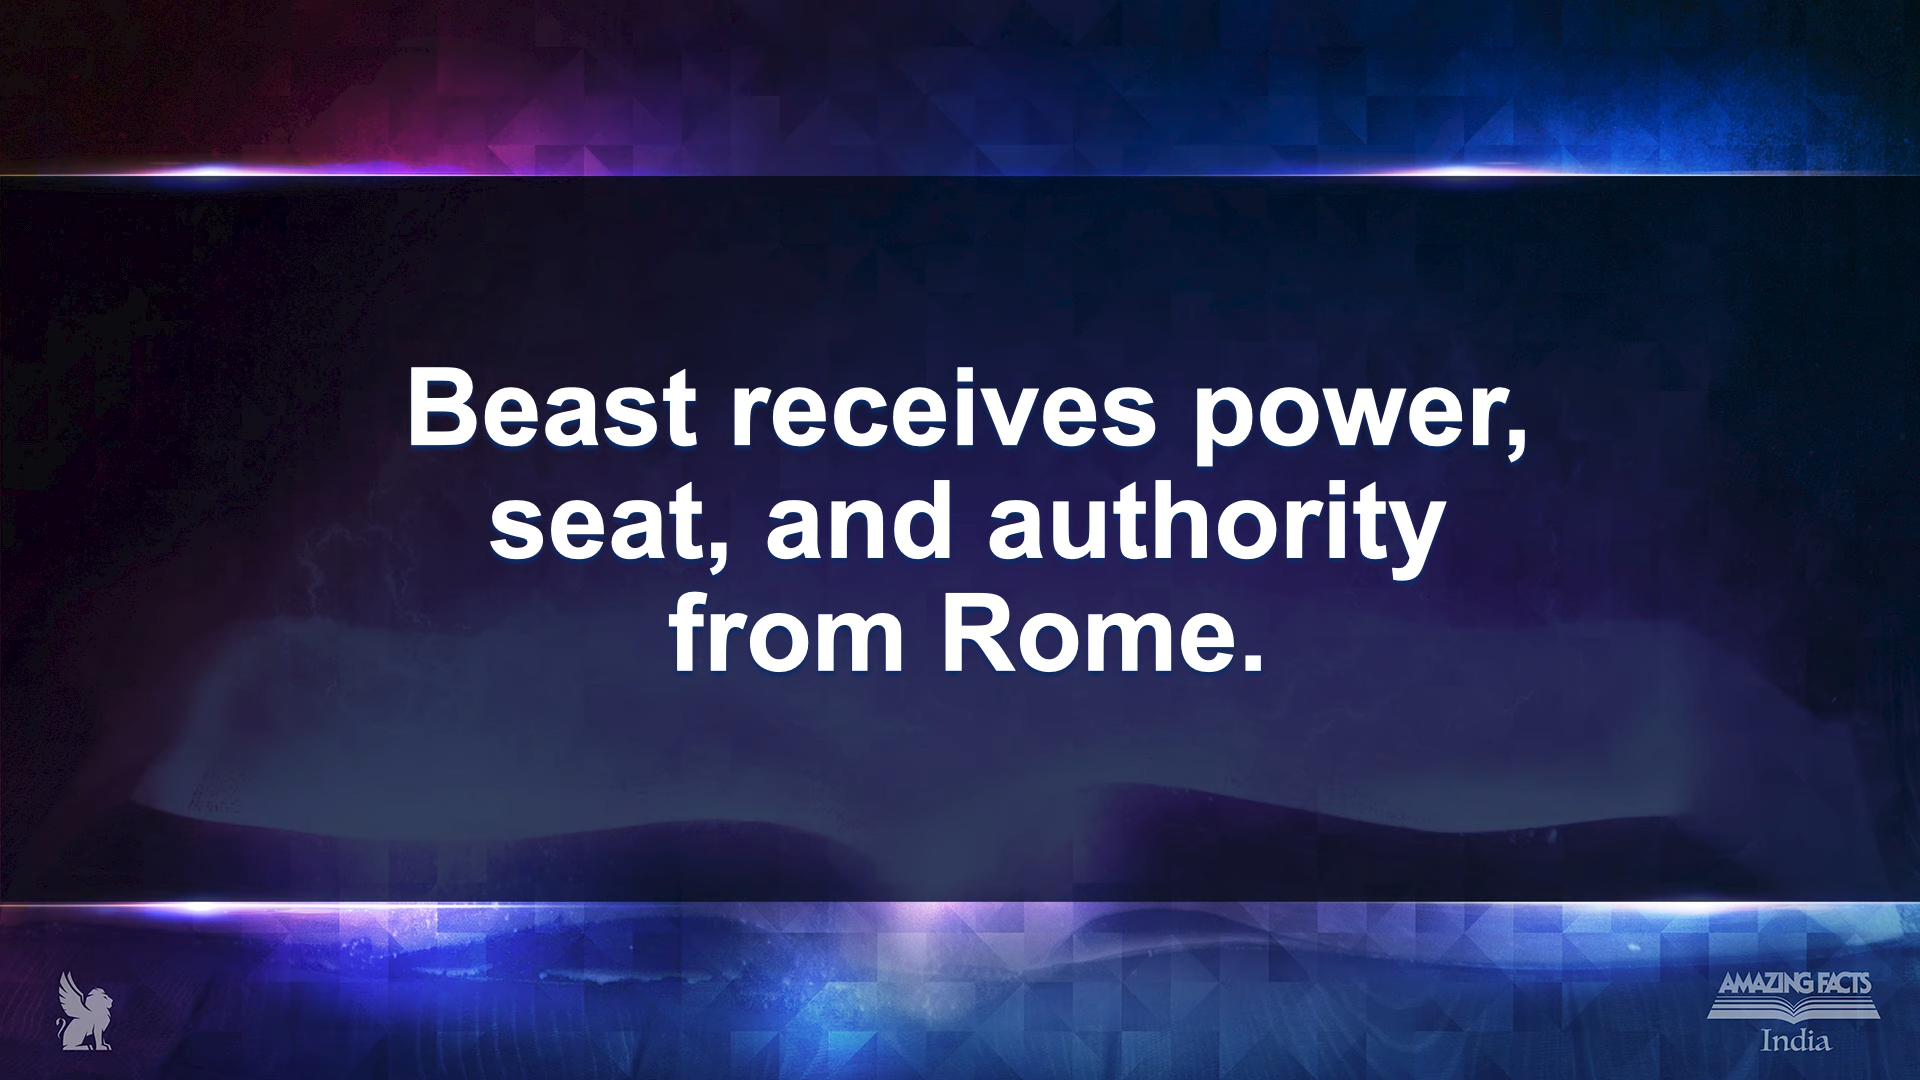 Beast receives power,
seat, and authority
from Rome.
AMAZING FACTS
India